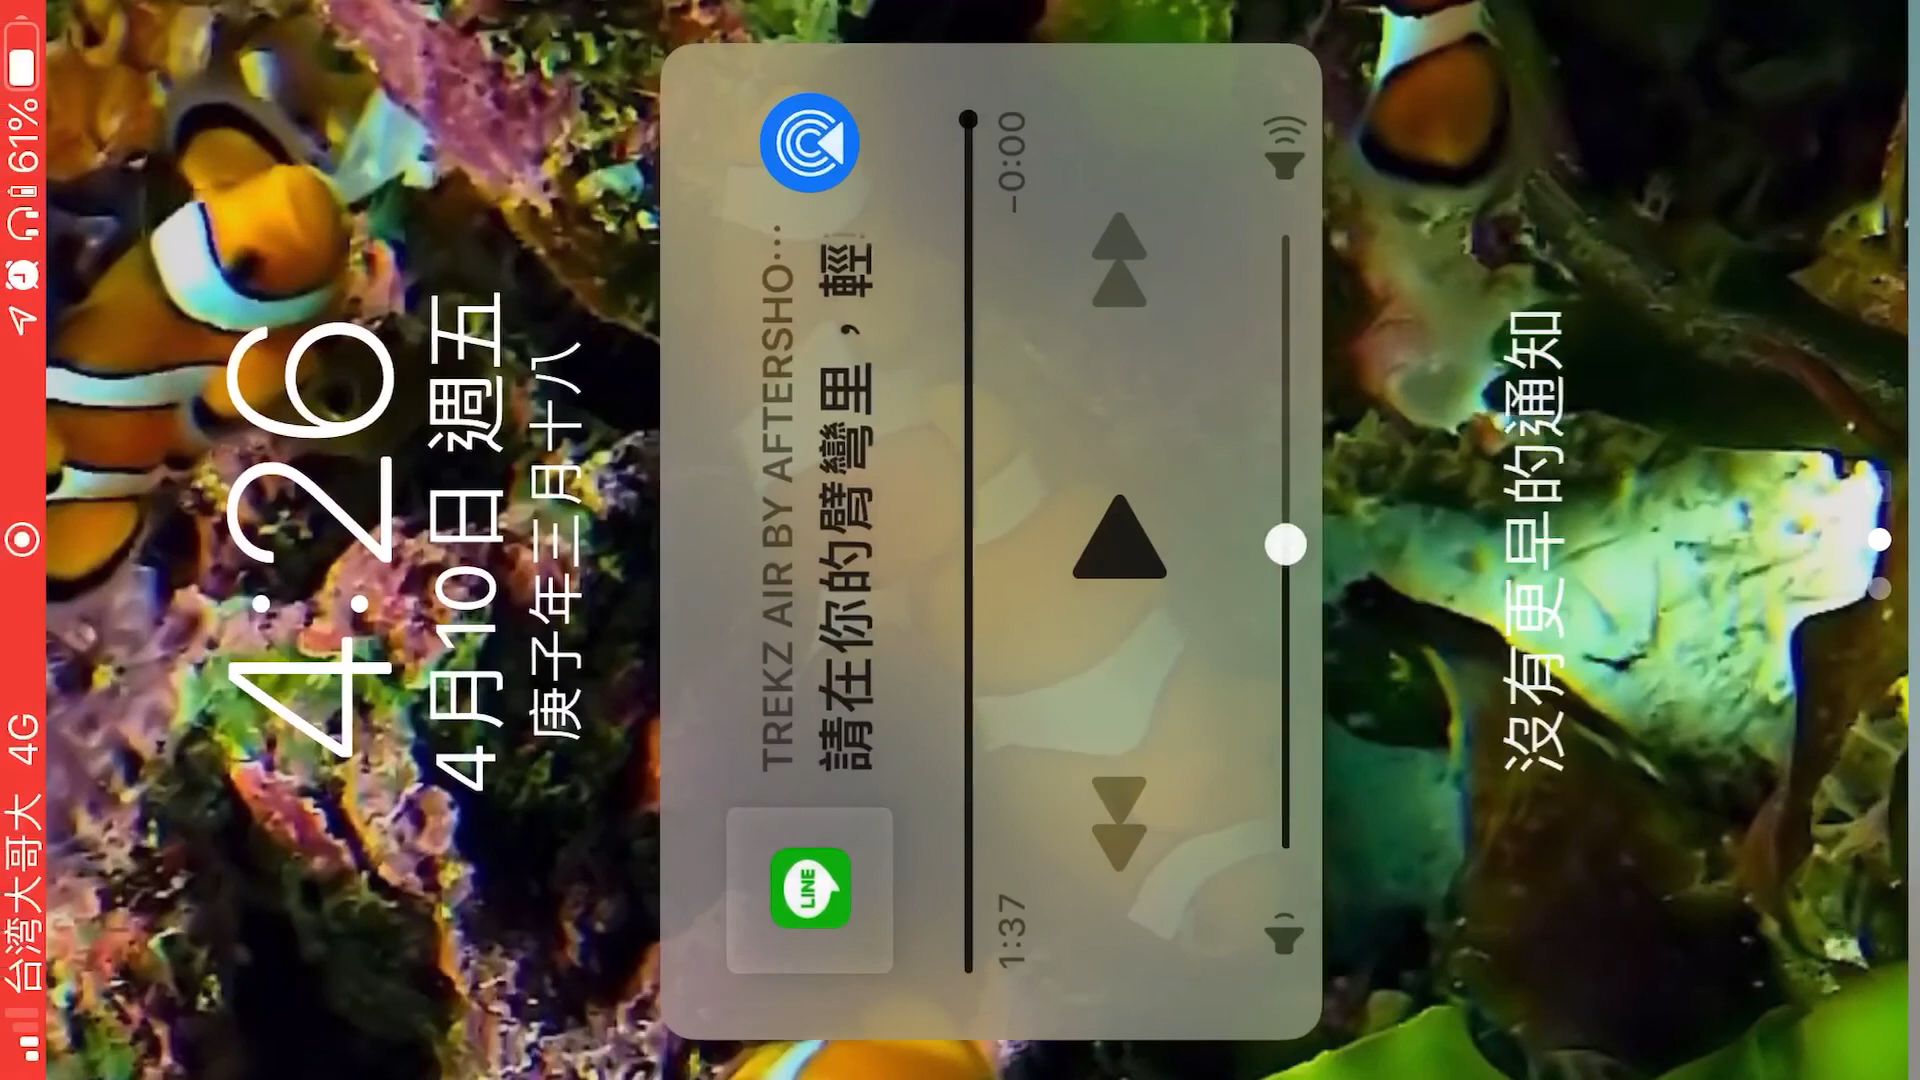 台湾大哥大 4G 61%
4:26
4月10日 週五
庚子年三月十八
LINE
TREKZ AIR BY AFTERSHO…
請在你的臂彎里，輕
1:37 -0:00
沒有更早的通知